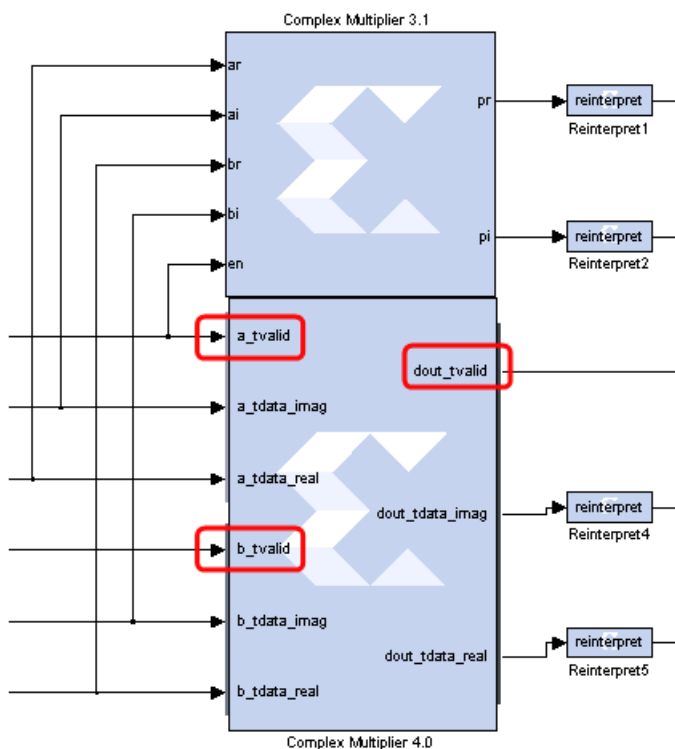 Complex Multiplier 3.1
ar
ai
br
bi
en
pr
pi
reinterpret
Reinterpret1
reinterpret
Reinterpret2
a_tvalid
a_tdata_imag
a_tdata_real
b_tvalid
b_tdata_imag
b_tdata_real
dout_tvalid
dout_tdata_imag
dout_tdata_real
reinterpret
Reinterpret4
reinterpret
Reinterpret5
Complex Multiplier 4.0